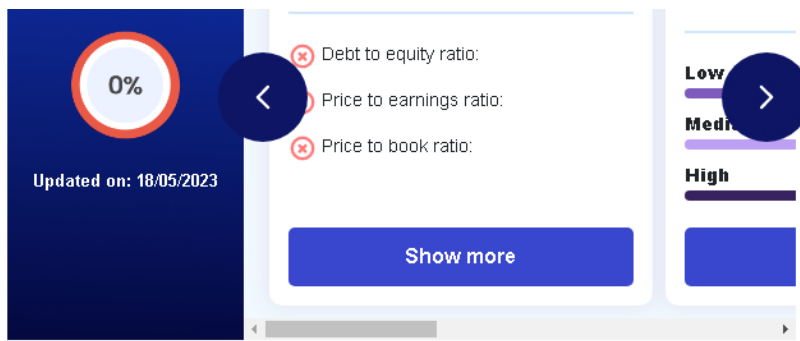 0%
Updated on: 18/05/2023
Debt to equity ratio:
Price to earnings ratio:
Price to book ratio:
Show more
Low
High